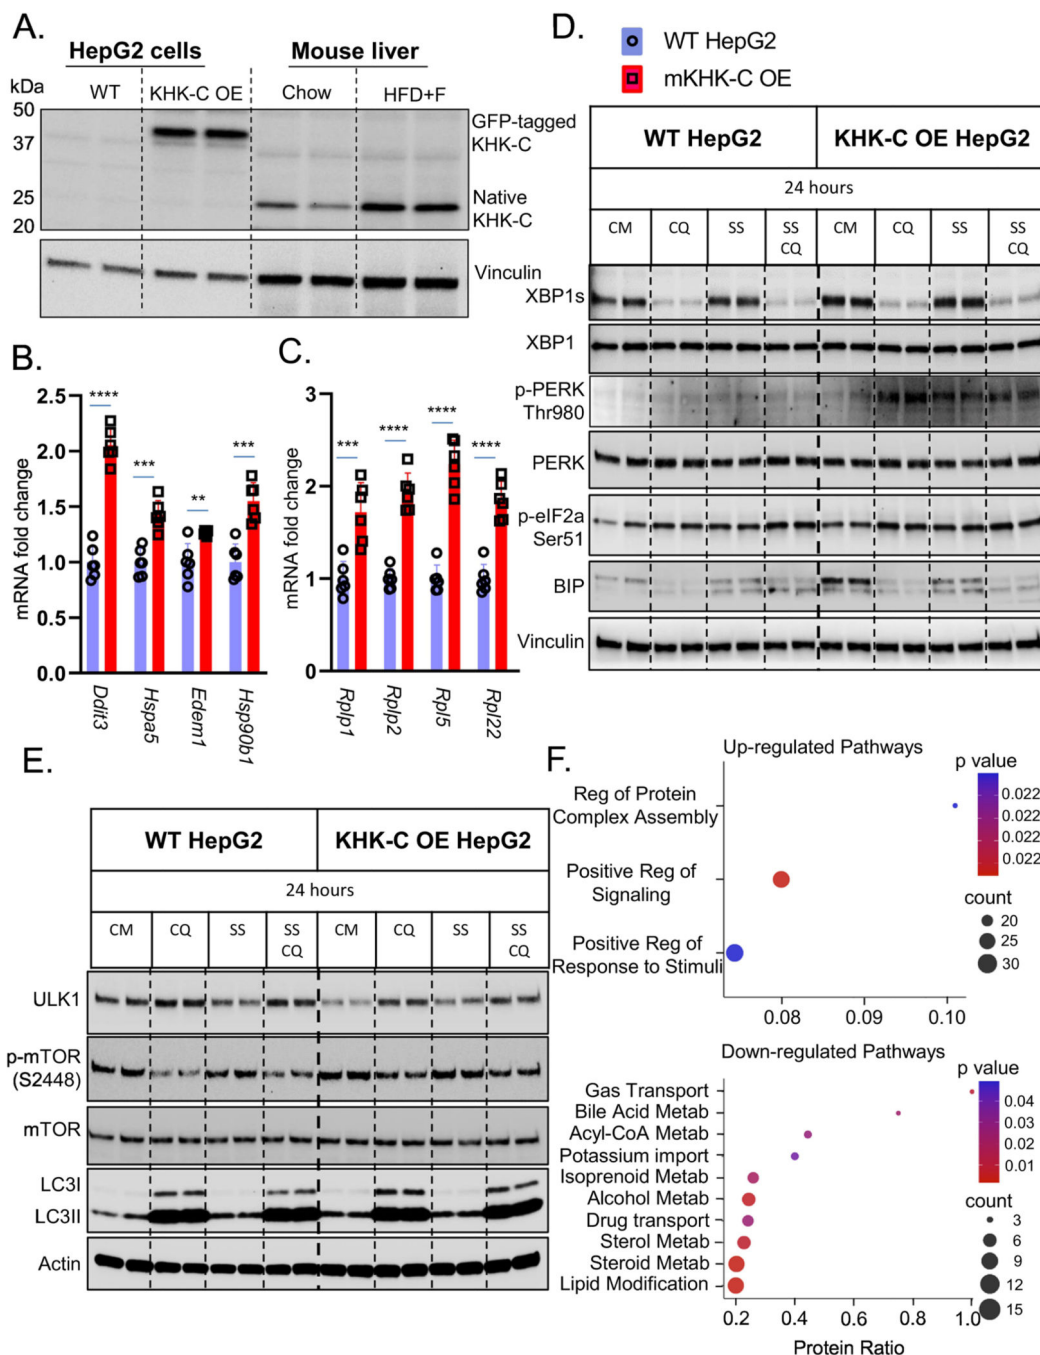 A.
HepG2 cells
Mouse liver
kDa
WT
KHK-C OE
Chow
HFD+F
50
37
25
20
GFP-tagged
KHK-C
Native
KHK-C
Vinculin
B.
mRNA fold change
2.5
2.0
1.5
1.0
0.5
0.0
****
***
**
***
Ddit3
Hspa5
Edem1
Hsp90b1
C.
mRNA fold change
3
2
1
0
***
****
****
****
Rplp1
Rplp2
Rpl5
Rpl22
D.
WT HepG2
mKHK-C OE
WT HepG2
KHK-C OE HepG2
24 hours
CM
CQ
SS
SS
CQ
CM
CQ
SS
SS
CQ
XBP1s
XBP1
p-PERK
Thr980
PERK
p-eIF2a
Ser51
BIP
Vinculin
E.
WT HepG2
KHK-C OE HepG2
24 hours
CM
CQ
SS
SS
CQ
CM
CQ
SS
SS
CQ
ULK1
p-mTOR
(S2448)
mTOR
LC3I
LC3II
Actin
F.
Up-regulated Pathways
Reg of Protein
Complex Assembly
Positive Reg of
Signaling
Positive Reg of
Response to Stimuli
0.08
0.09
0.10
p value
0.022
0.022
0.022
0.022
count
20
25
30
Down-regulated Pathways
Gas Transport
Bile Acid Metab
Acyl-CoA Metab
Potassium import
Isoprenoid Metab
Alcohol Metab
Drug transport
Sterol Metab
Steroid Metab
Lipid Modification
0.2
0.4
0.6
0.8
1.0
Protein Ratio
p value
0.04
0.03
0.02
0.01
count
3
6
9
12
15